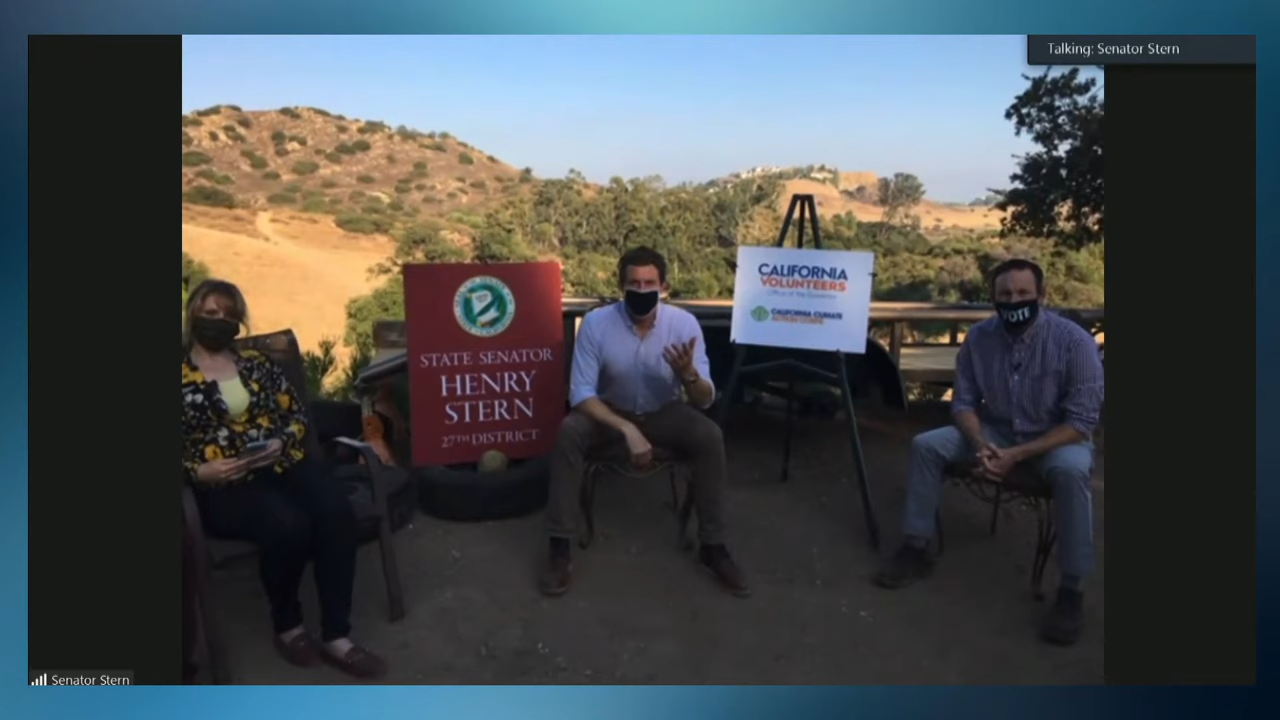 Talking: Senator Stern
STATE SENATOR
HENRY
STERN
27TH DISTRICT
CALIFORNIA
VOLUNTEERS
Office of the Governor
CALIFORNIA CLIMATE
ACTION CORPS
VOTE
Senator Stern